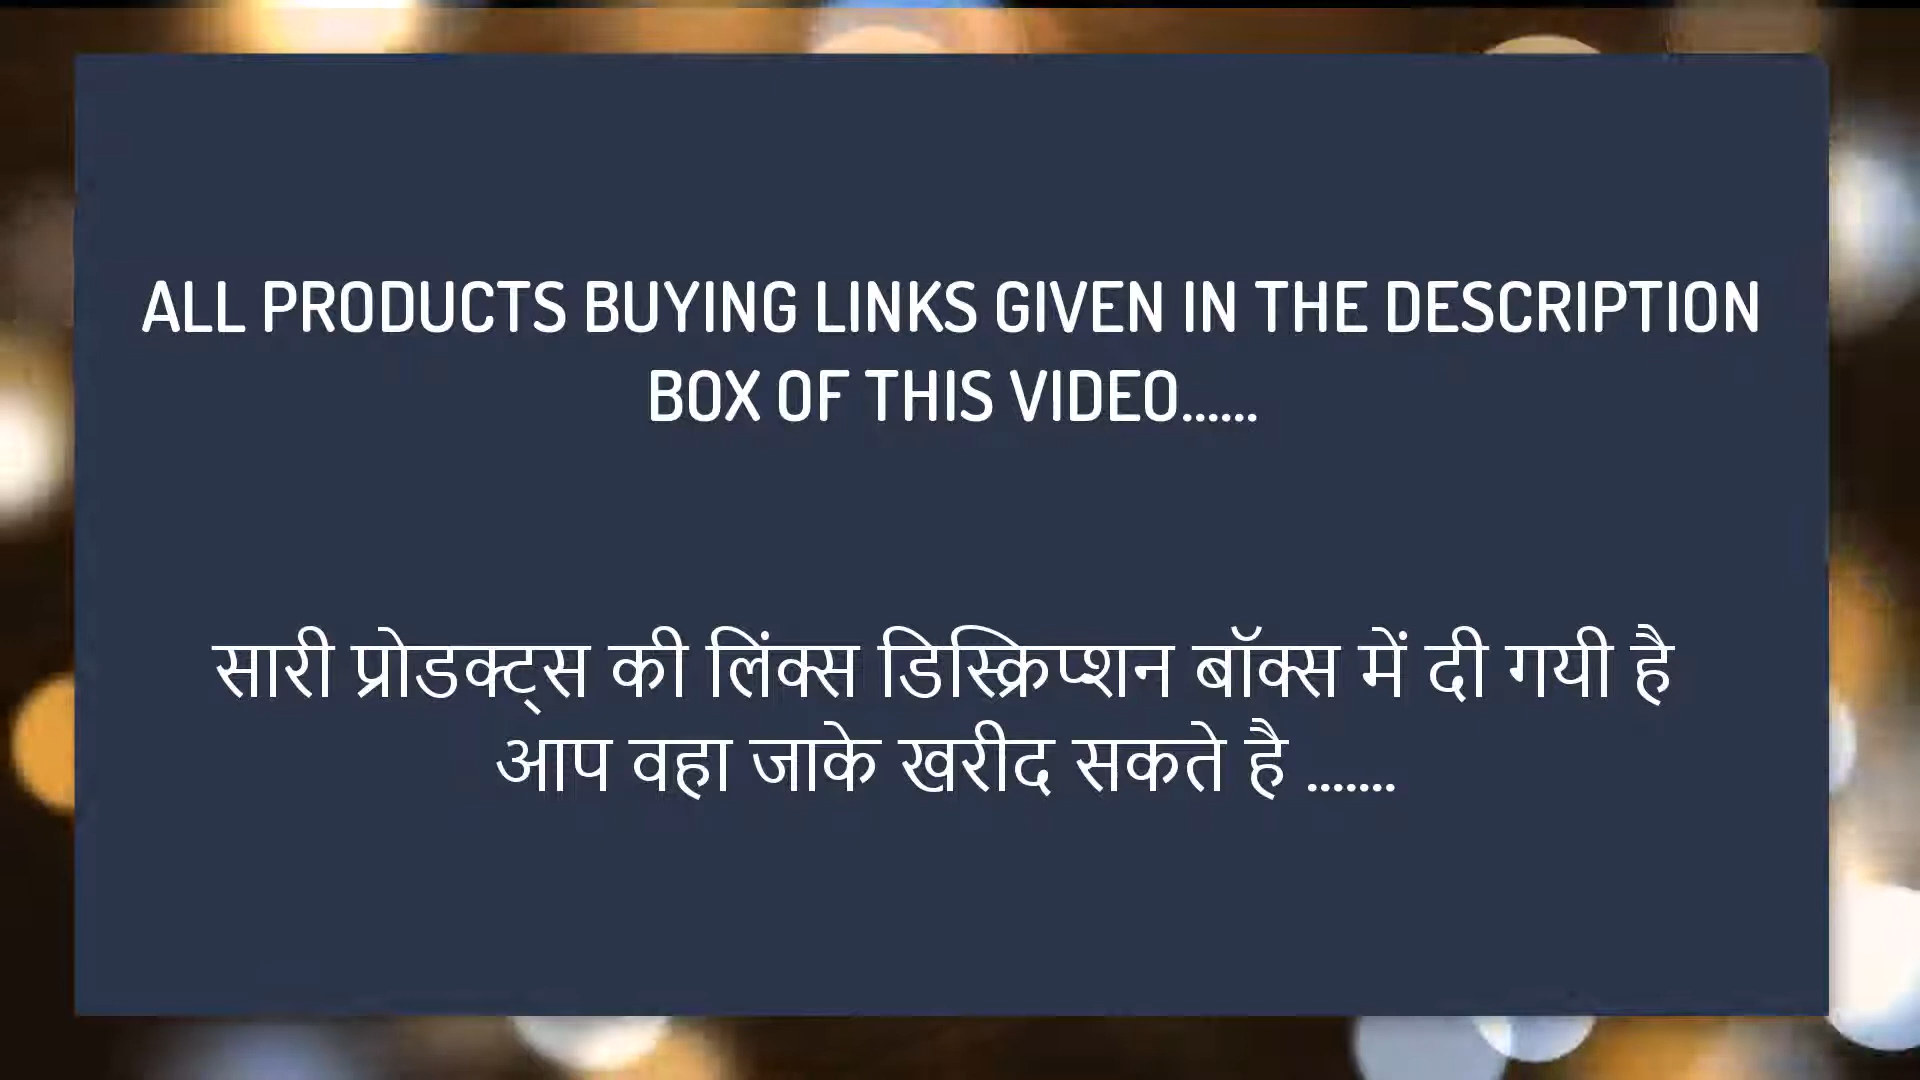 ALL PRODUCTS BUYING LINKS GIVEN IN THE DESCRIPTION
BOX OF THIS VIDEO......
सारी प्रोडक्ट्स की लिंक्स डिस्क्रिप्शन बॉक्स में दी गयी है
आप वहा जाके खरीद सकते है .......